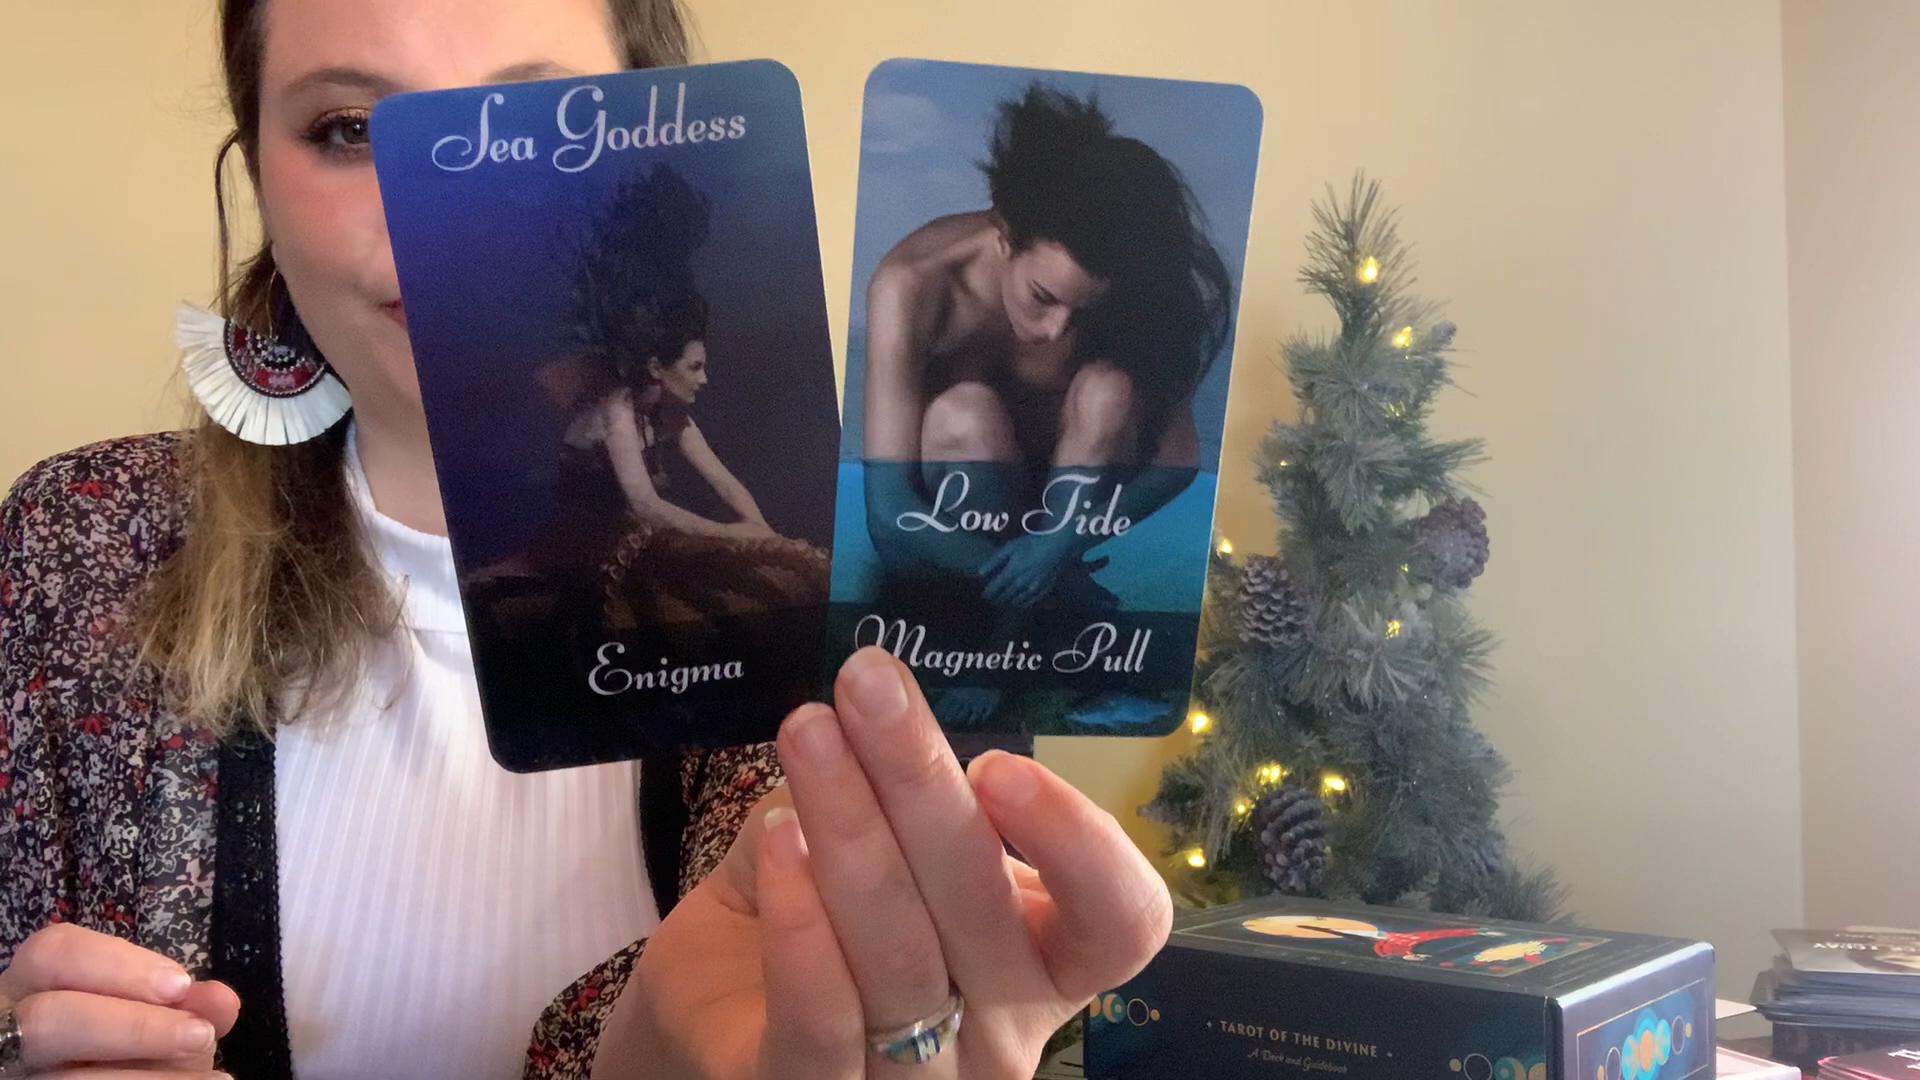 Sea Goddess
Enigma
Low Tide
Magnetic Pull
TAROT OF THE DIVINE
A Deck and Guidebook